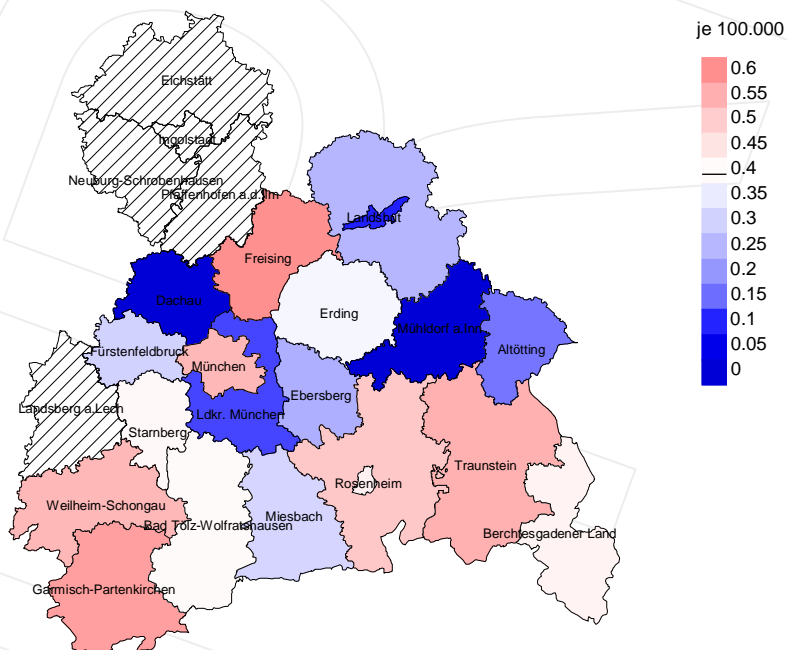 je 100.000
0.6
0.55
0.5
0.45
0.4
0.35
0.3
0.25
0.2
0.15
0.1
0.05
0
Eichstätt
Ingolstadt
Neuburg-Schrobenhausen
Pfaffenhofen a.d.Ilm
Landshut
Freising
Dachau
Erding
Mühldorf a.Inn
Altötting
Fürstenfeldbruck
München
Ebersberg
Landsberg a.Lech
Ldkr. München
Starnberg
Traunstein
Rosenheim
Weilheim-Schongau
Miesbach
Bad Tölz-Wolfratshausen
Berchtesgadener Land
Garmisch-Partenkirchen